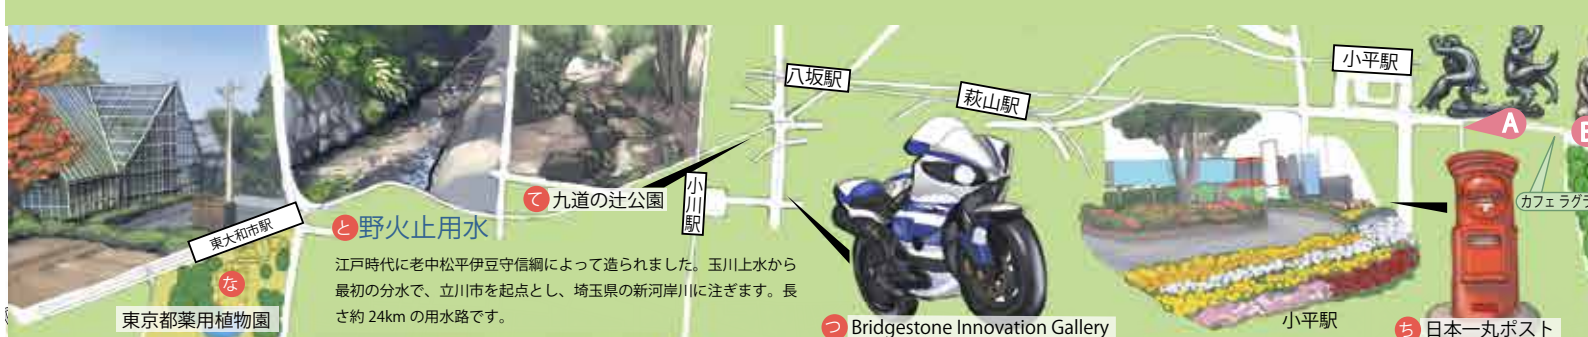 八坂駅
萩山駅
小平駅
A
カフェ ラグラ
て 九道の辻公園
小川駅
東大和市駅
と 野火止用水
江戸時代に老中松平伊豆守信綱によって造られました。玉川上水から
最初の分水で、立川市を起点とし、埼玉県の新河岸川に注ぎます。長
さ約 24km の用水路です。
な
東京都薬用植物園
つ Bridgestone Innovation Gallery
小平駅
ち 日本一丸ポスト